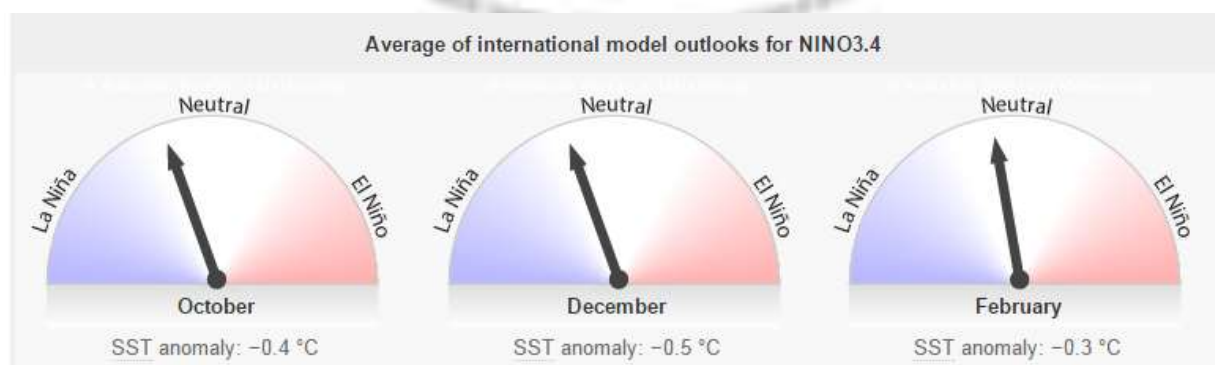 Average of international model outlooks for NINO3.4
Neutral
La Niña
El Niño
October
SST anomaly: −0.4 °C
Neutral
La Niña
El Niño
December
SST anomaly: −0.5 °C
Neutral
La Niña
El Niño
February
SST anomaly: −0.3 °C